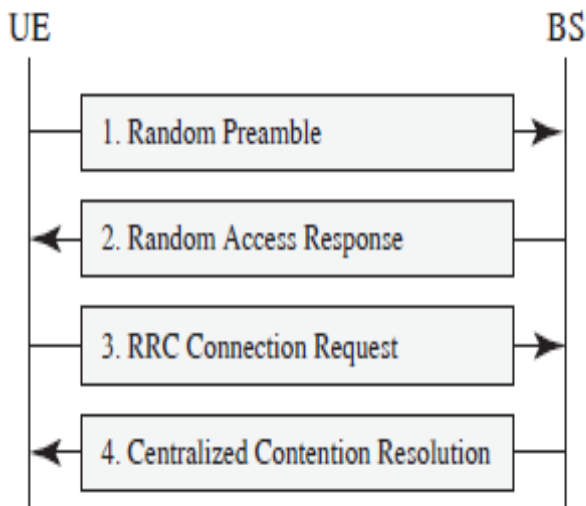 UE BS
1. Random Preamble
2. Random Access Response
3. RRC Connection Request
4. Centralized Contention Resolution